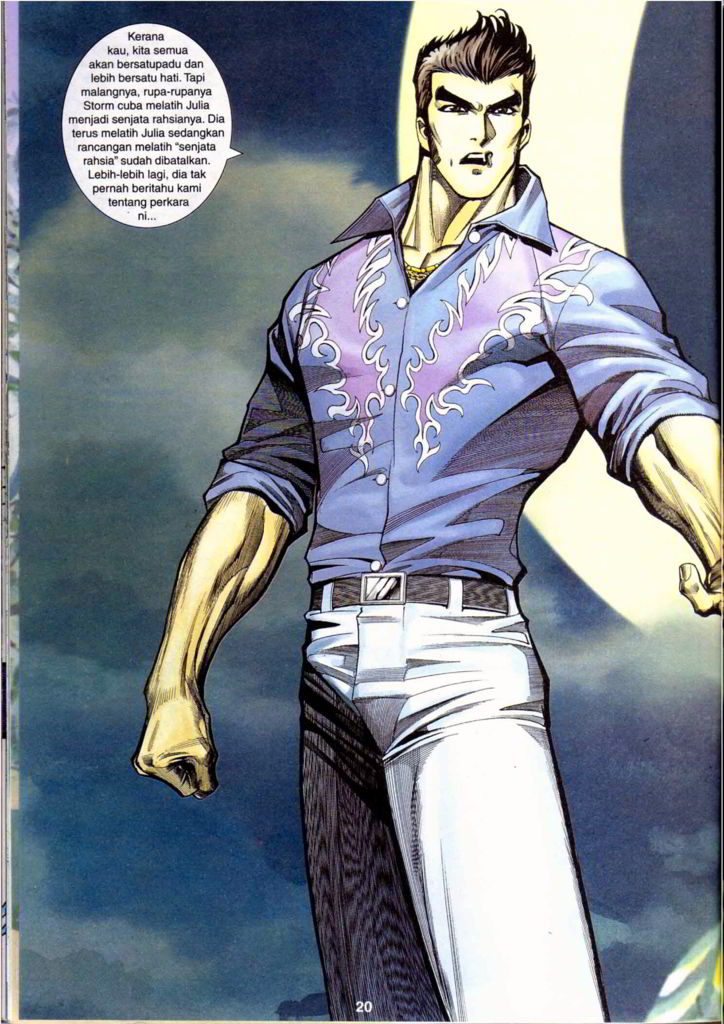 Kerana
kau, kita semua
akan bersatupadu dan
lebih bersatu hati. Tapi
malangnya, rupa-rupanya
Storm cuba melatih Julia
menjadi senjata rahsianya. Dia
terus melatih Julia sedangkan
rancangan melatih “senjata
rahsia” sudah dibatalkan.
Lebih-lebih lagi, dia tak
pernah beritahu kami
tentang perkara
ni...
20